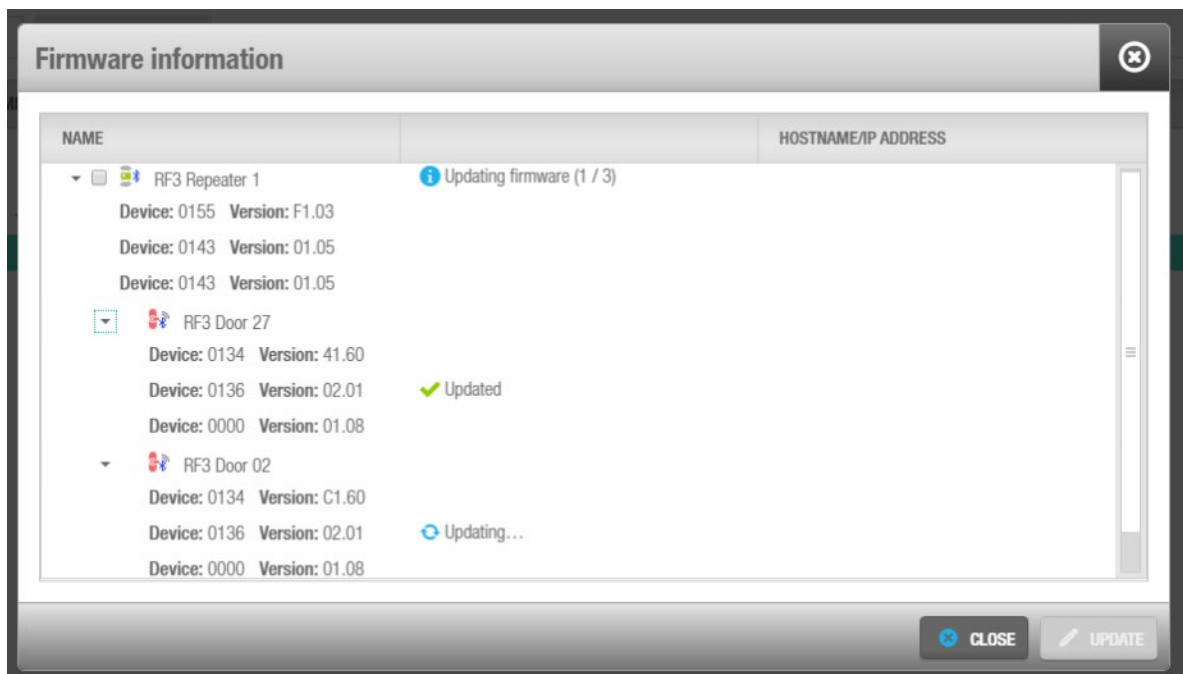 Firmware information
NAME
HOSTNAME/IP ADDRESS
RF3 Repeater 1 Updating firmware (1 / 3)
Device: 0155 Version: F1.03
Device: 0143 Version: 01.05
Device: 0143 Version: 01.05
RF3 Door 27
Device: 0134 Version: 41.60
Device: 0136 Version: 02.01 Updated
Device: 0000 Version: 01.08
RF3 Door 02
Device: 0134 Version: C1.60
Device: 0136 Version: 02.01 Updating...
Device: 0000 Version: 01.08
CLOSE UPDATE